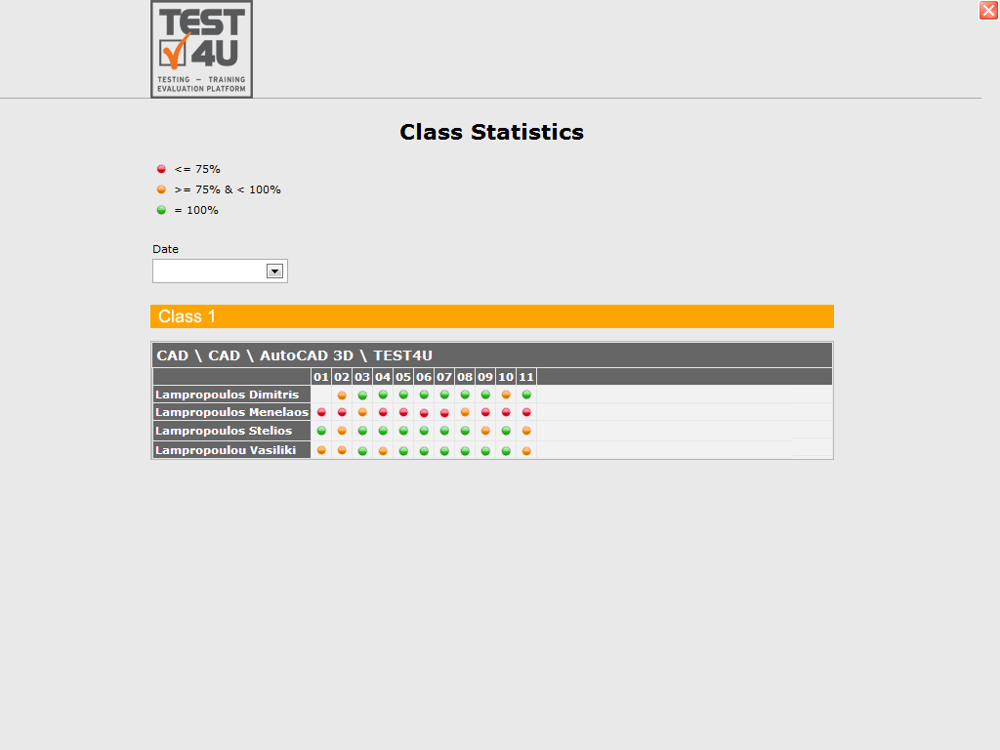 TEST
4U
TESTING – TRAINING
EVALUATION PLATFORM
Class Statistics
<= 75%
>= 75% & < 100%
= 100%
Date
Class 1
CAD \ CAD \ AutoCAD 3D \ TEST4U
01 02 03 04 05 06 07 08 09 10 11
Lampropoulos Dimitris
Lampropoulos Menelaos
Lampropoulos Stelios
Lampropoulou Vasiliki